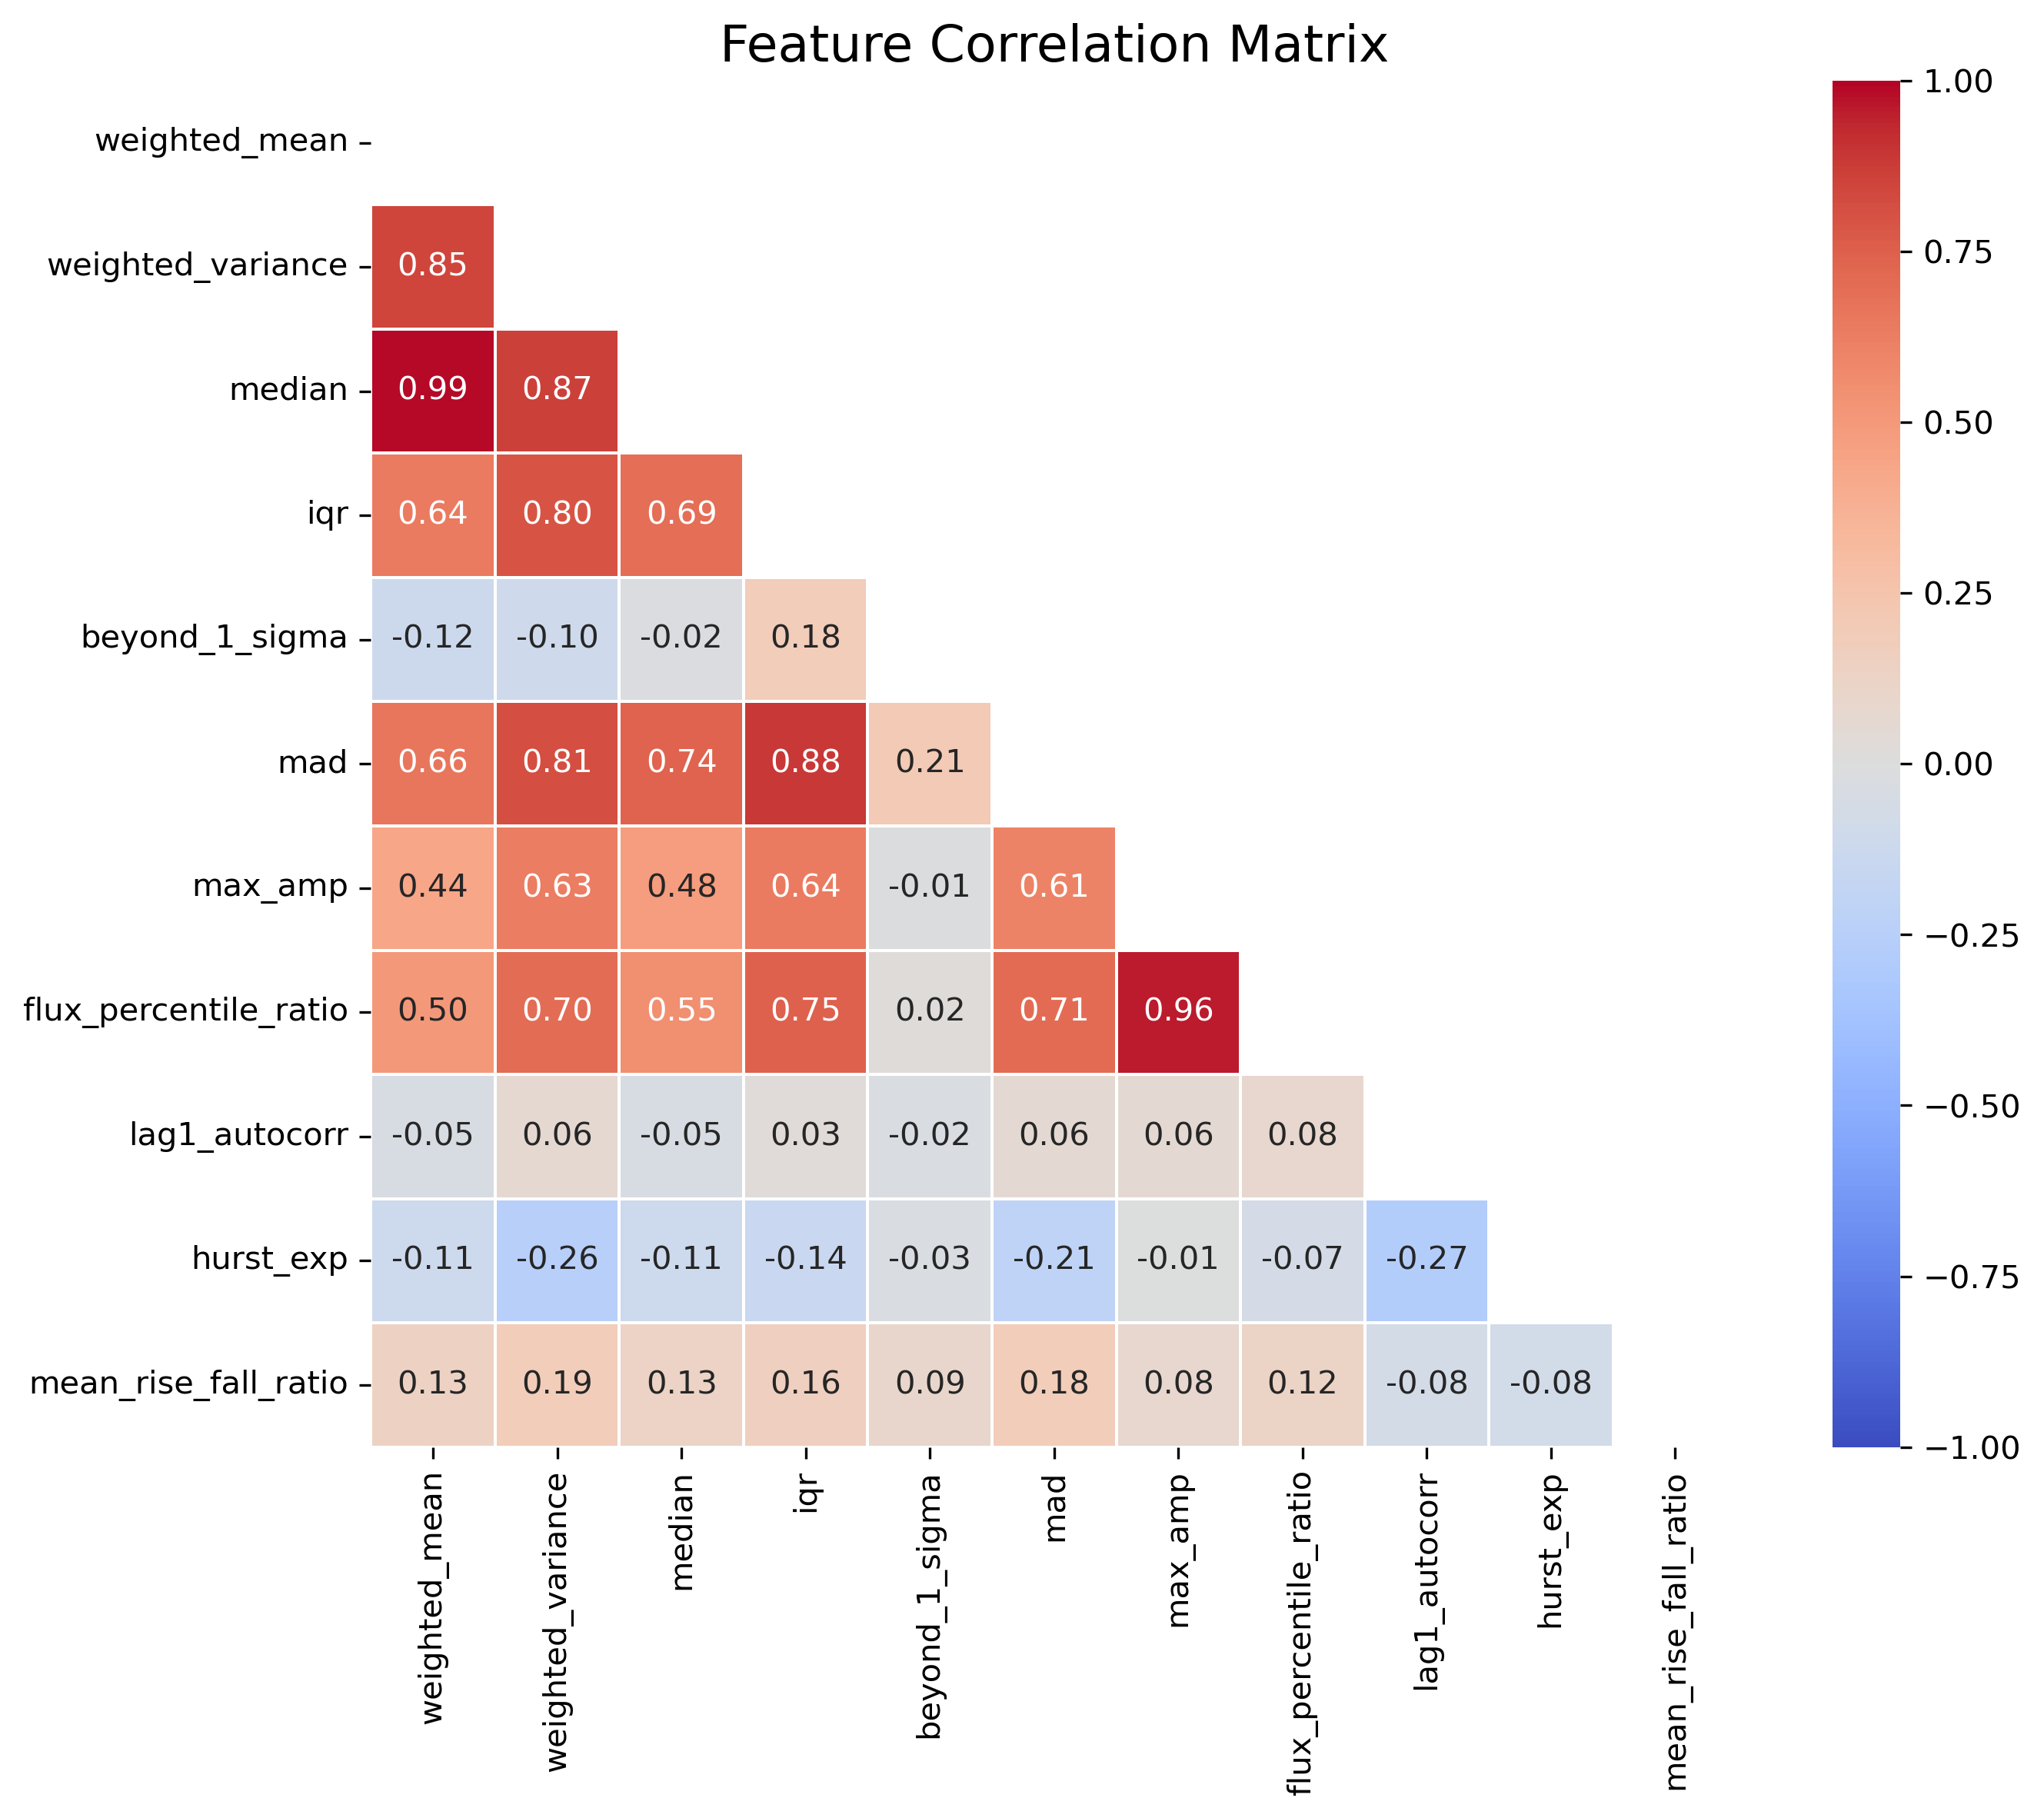 Feature Correlation Matrix
weighted_mean
weighted_variance 0.85
median 0.99 0.87
iqr 0.64 0.80 0.69
beyond_1_sigma -0.12 -0.10 -0.02 0.18
mad 0.66 0.81 0.74 0.88 0.21
max_amp 0.44 0.63 0.48 0.64 -0.01 0.61
flux_percentile_ratio 0.50 0.70 0.55 0.75 0.02 0.71 0.96
lag1_autocorr -0.05 0.06 -0.05 0.03 -0.02 0.06 0.06 0.08
hurst_exp -0.11 -0.26 -0.11 -0.14 -0.03 -0.21 -0.01 -0.07 -0.27
mean_rise_fall_ratio 0.13 0.19 0.13 0.16 0.09 0.18 0.08 0.12 -0.08 -0.08
weighted_mean
weighted_variance
median
iqr
beyond_1_sigma
mad
max_amp
flux_percentile_ratio
lag1_autocorr
hurst_exp
mean_rise_fall_ratio
1.00
0.75
0.50
0.25
0.00
−0.25
−0.50
−0.75
−1.00